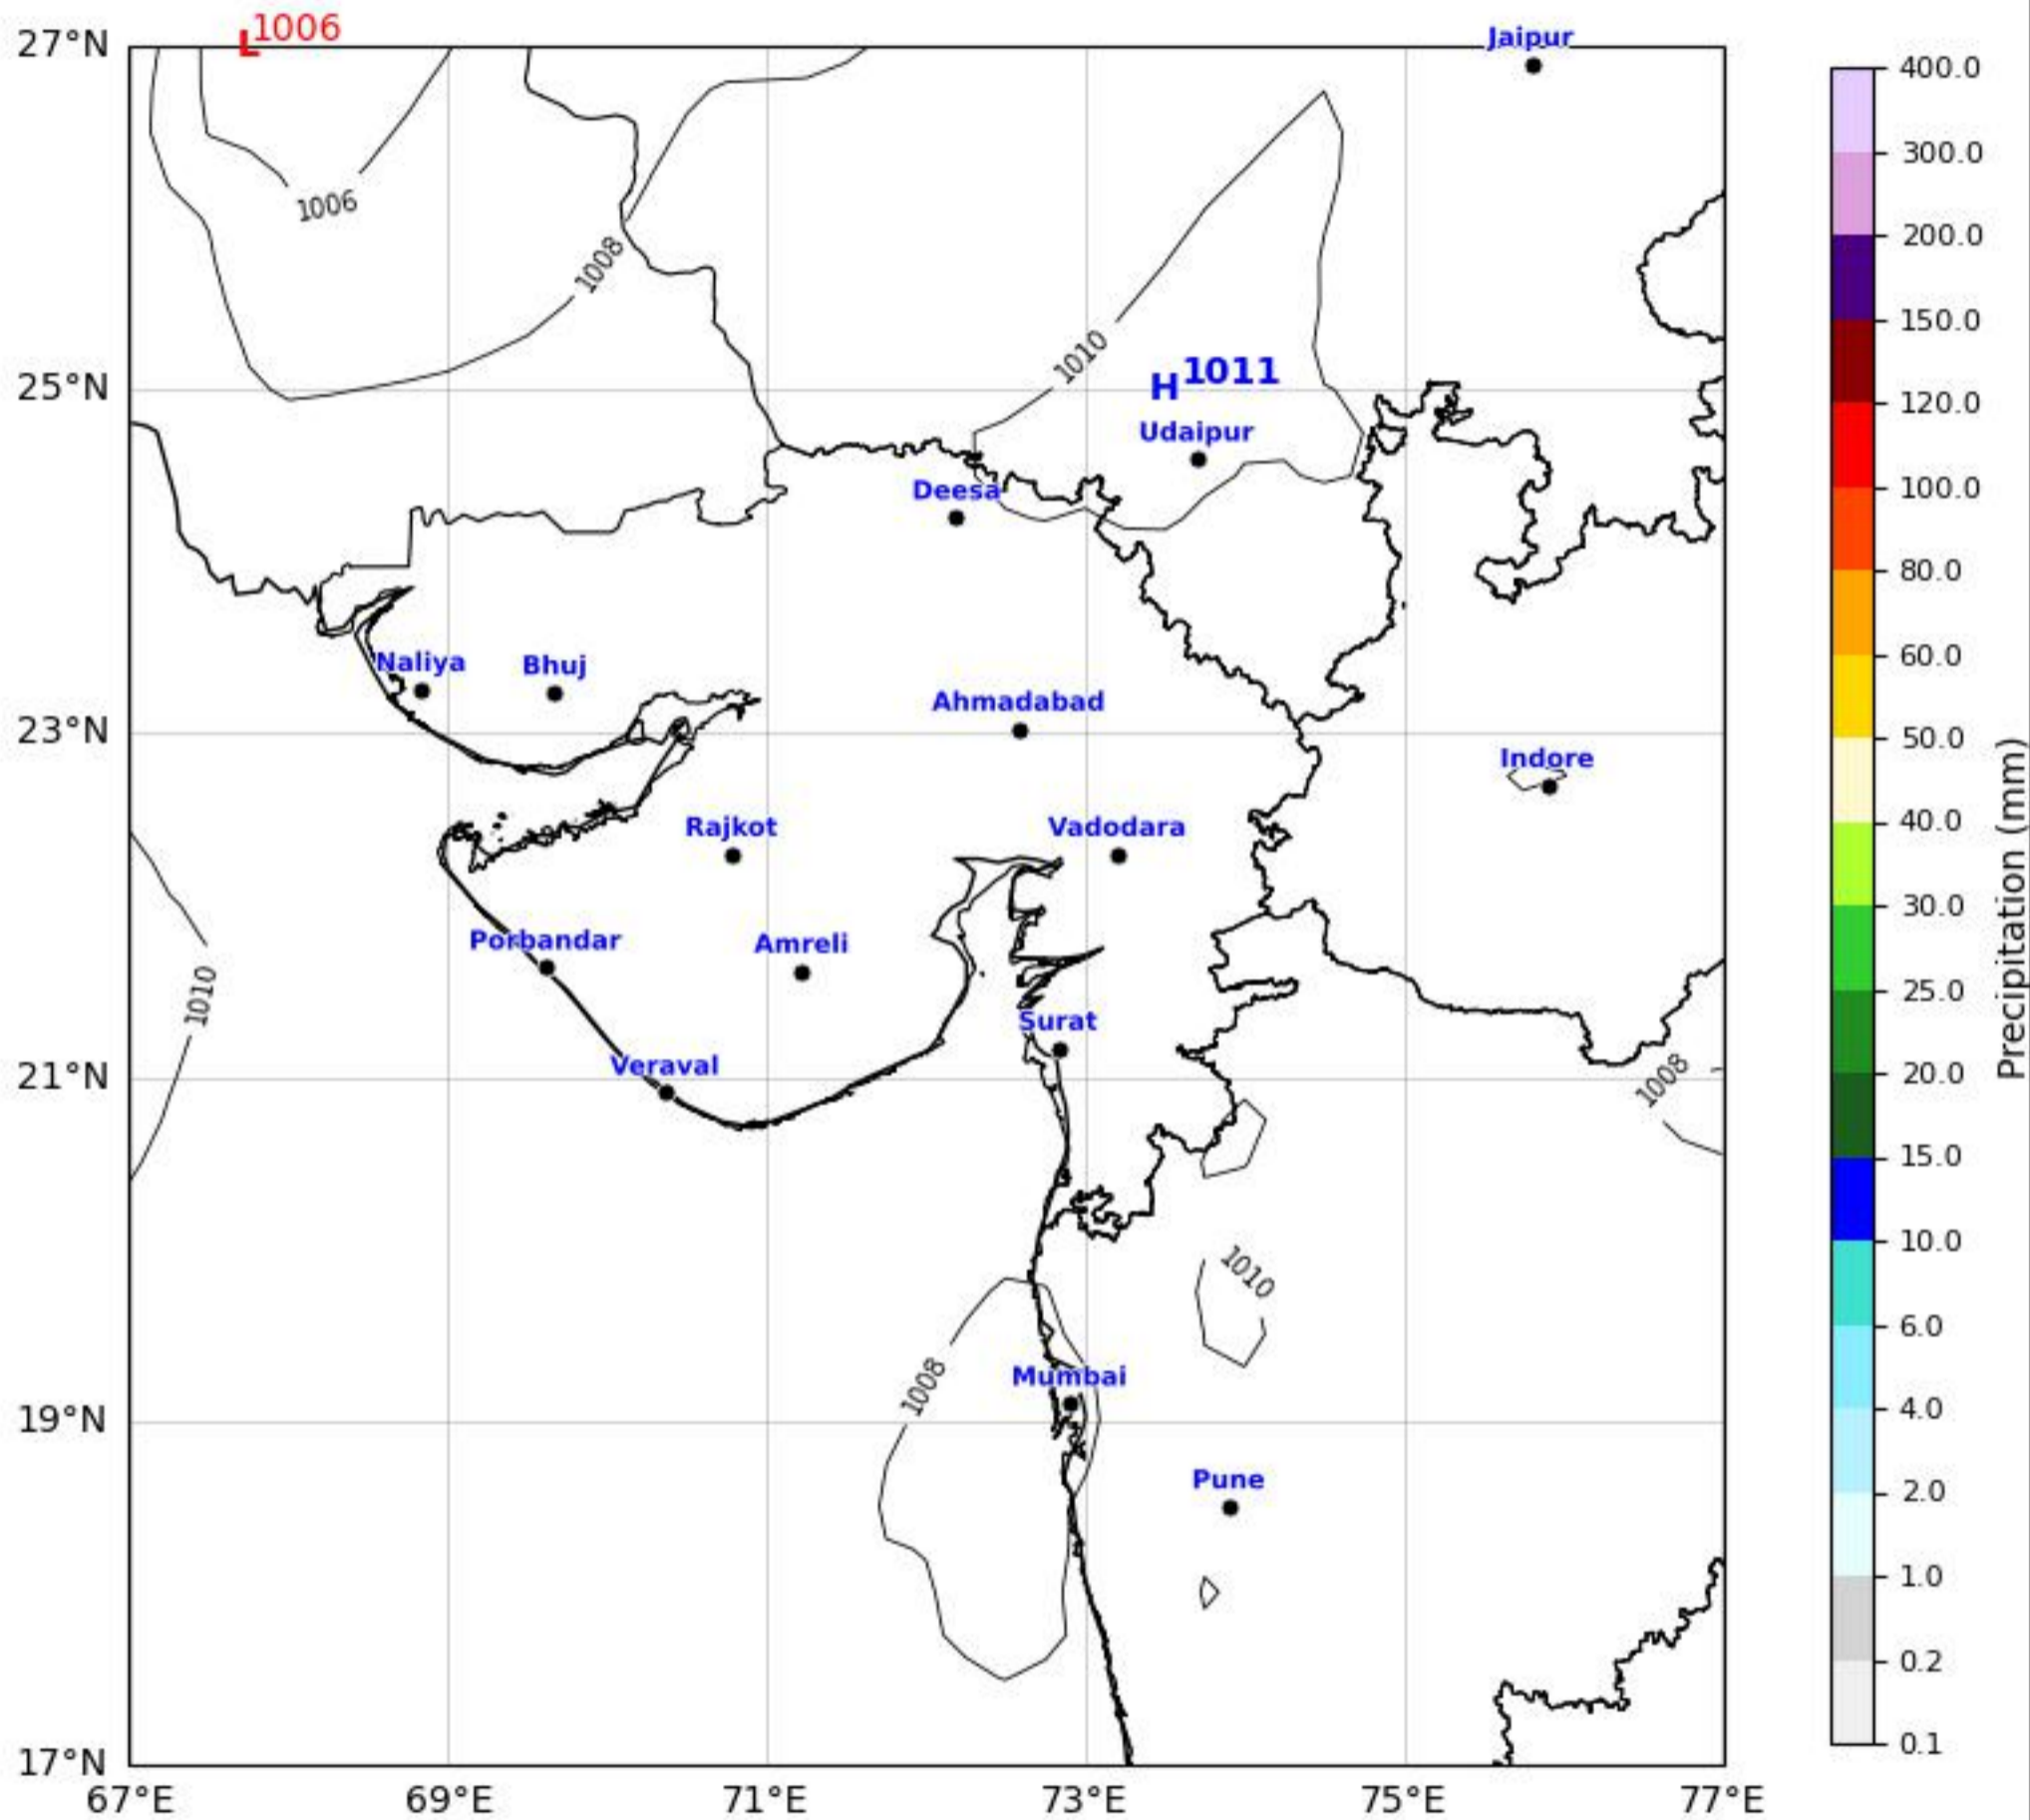 L1006
27°N
Jaipur
400.0
300.0
1006
200.0
1008
150.0
1010
H1011
25°N
120.0
Udaipur
Deesa
100.0
80.0
Naliya
Bhuj
60.0
Ahmadabad
23°N
50.0
Indore
Rajkot
Vadodara
40.0
30.0
Porbandar
Amreli
1010
25.0
Surat
Veraval
21°N
1008
20.0
Precipitation (mm)
15.0
10.0
1010
6.0
1008
Mumbai
19°N
4.0
Pune
2.0
1.0
0.2
17°N
0.1
67°E 69°E 71°E 73°E 75°E 77°E